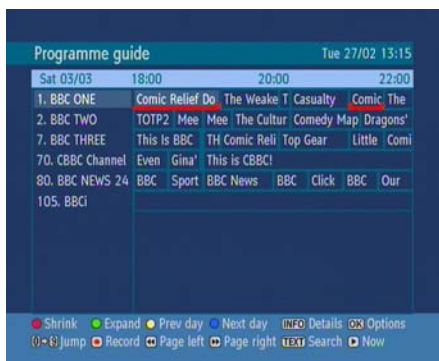 Programme guide Tue 27/02 13:15
Sat 03/03 18:00 20:00 22:00
1. BBC ONE Comic Relief Do The Weake T Casualty Comic The
2. BBC TWO TOTP2 Mee Mee The Cultur Comedy Map Dragons'
7. BBC THREE This Is BBC TH Comic Reli Top Gear Little Comi
70. CBBC Channel Even Gina' This is CBBC!
80. BBC NEWS 24 BBC Sport BBC News BBC Click BBC Our
105. BBCi
Shrink Expand Prev day Next day INFO Details OK Options
0➔9 Jump Record Page left Page right TEXT Search Now